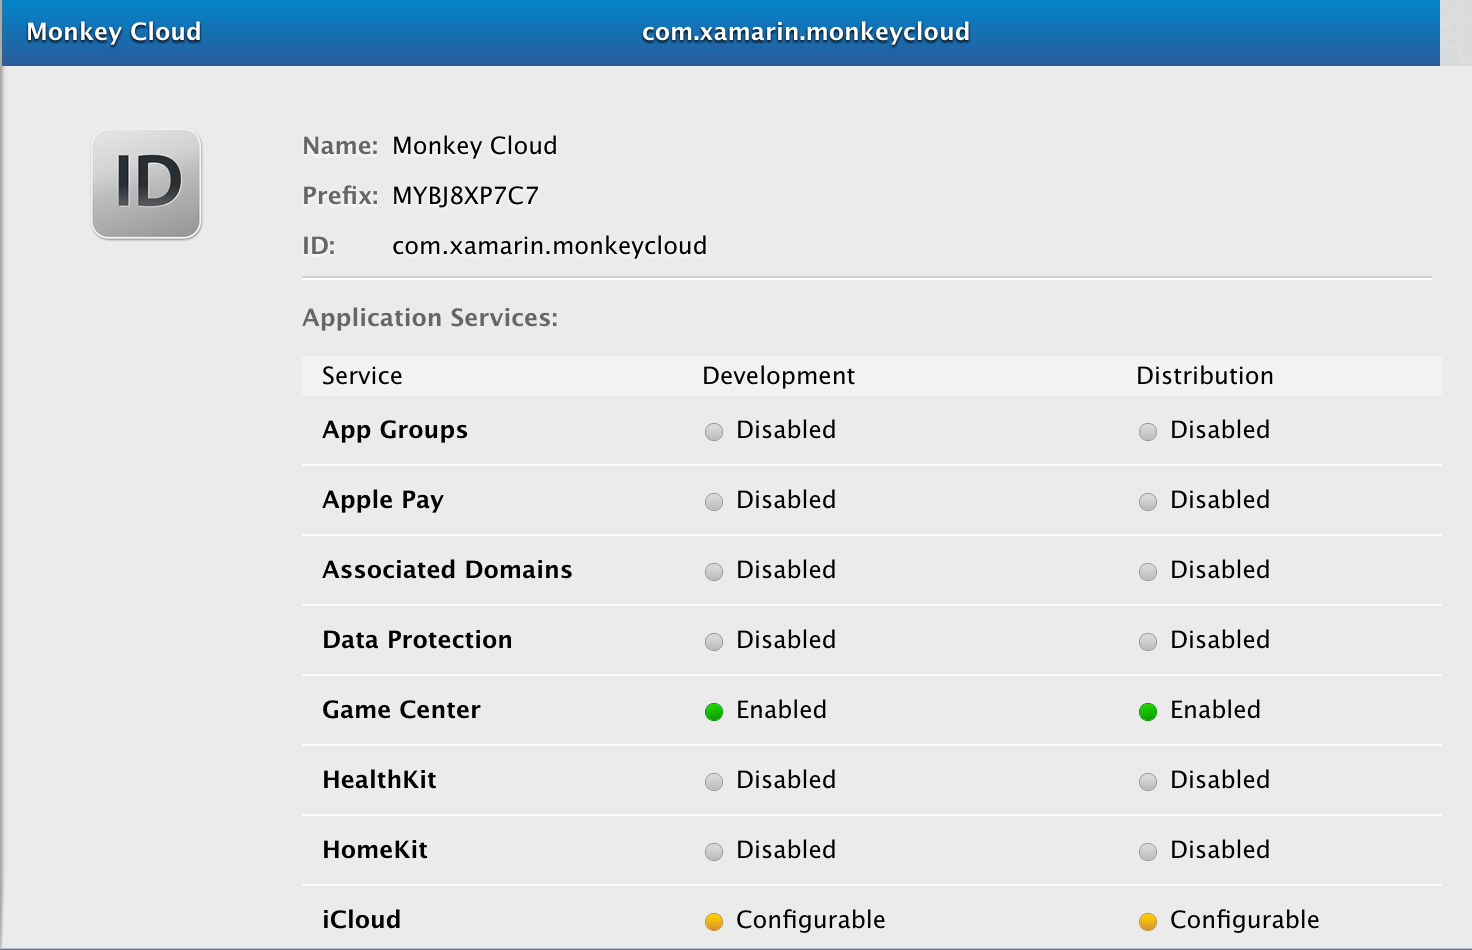 Monkey Cloud com.xamarin.monkeycloud
ID
Name: Monkey Cloud
Prefix: MYBJ8XP7C7
ID: com.xamarin.monkeycloud
Application Services:
Service Development Distribution
App Groups Disabled Disabled
Apple Pay Disabled Disabled
Associated Domains Disabled Disabled
Data Protection Disabled Disabled
Game Center Enabled Enabled
HealthKit Disabled Disabled
HomeKit Disabled Disabled
iCloud Configurable Configurable